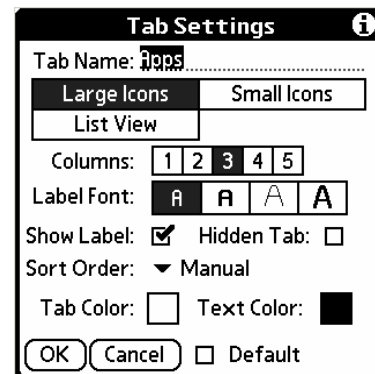 Tab Settings i
Tab Name: Apps
Large Icons Small Icons
List View
Columns: 1 2 3 4 5
Label Font: A A A A
Show Label: Hidden Tab:
Sort Order: Manual
Tab Color: Text Color:
OK Cancel Default